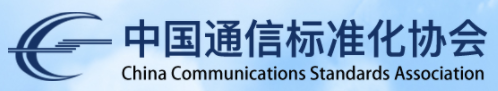 中国通信标准化协会
China Communications Standards Association